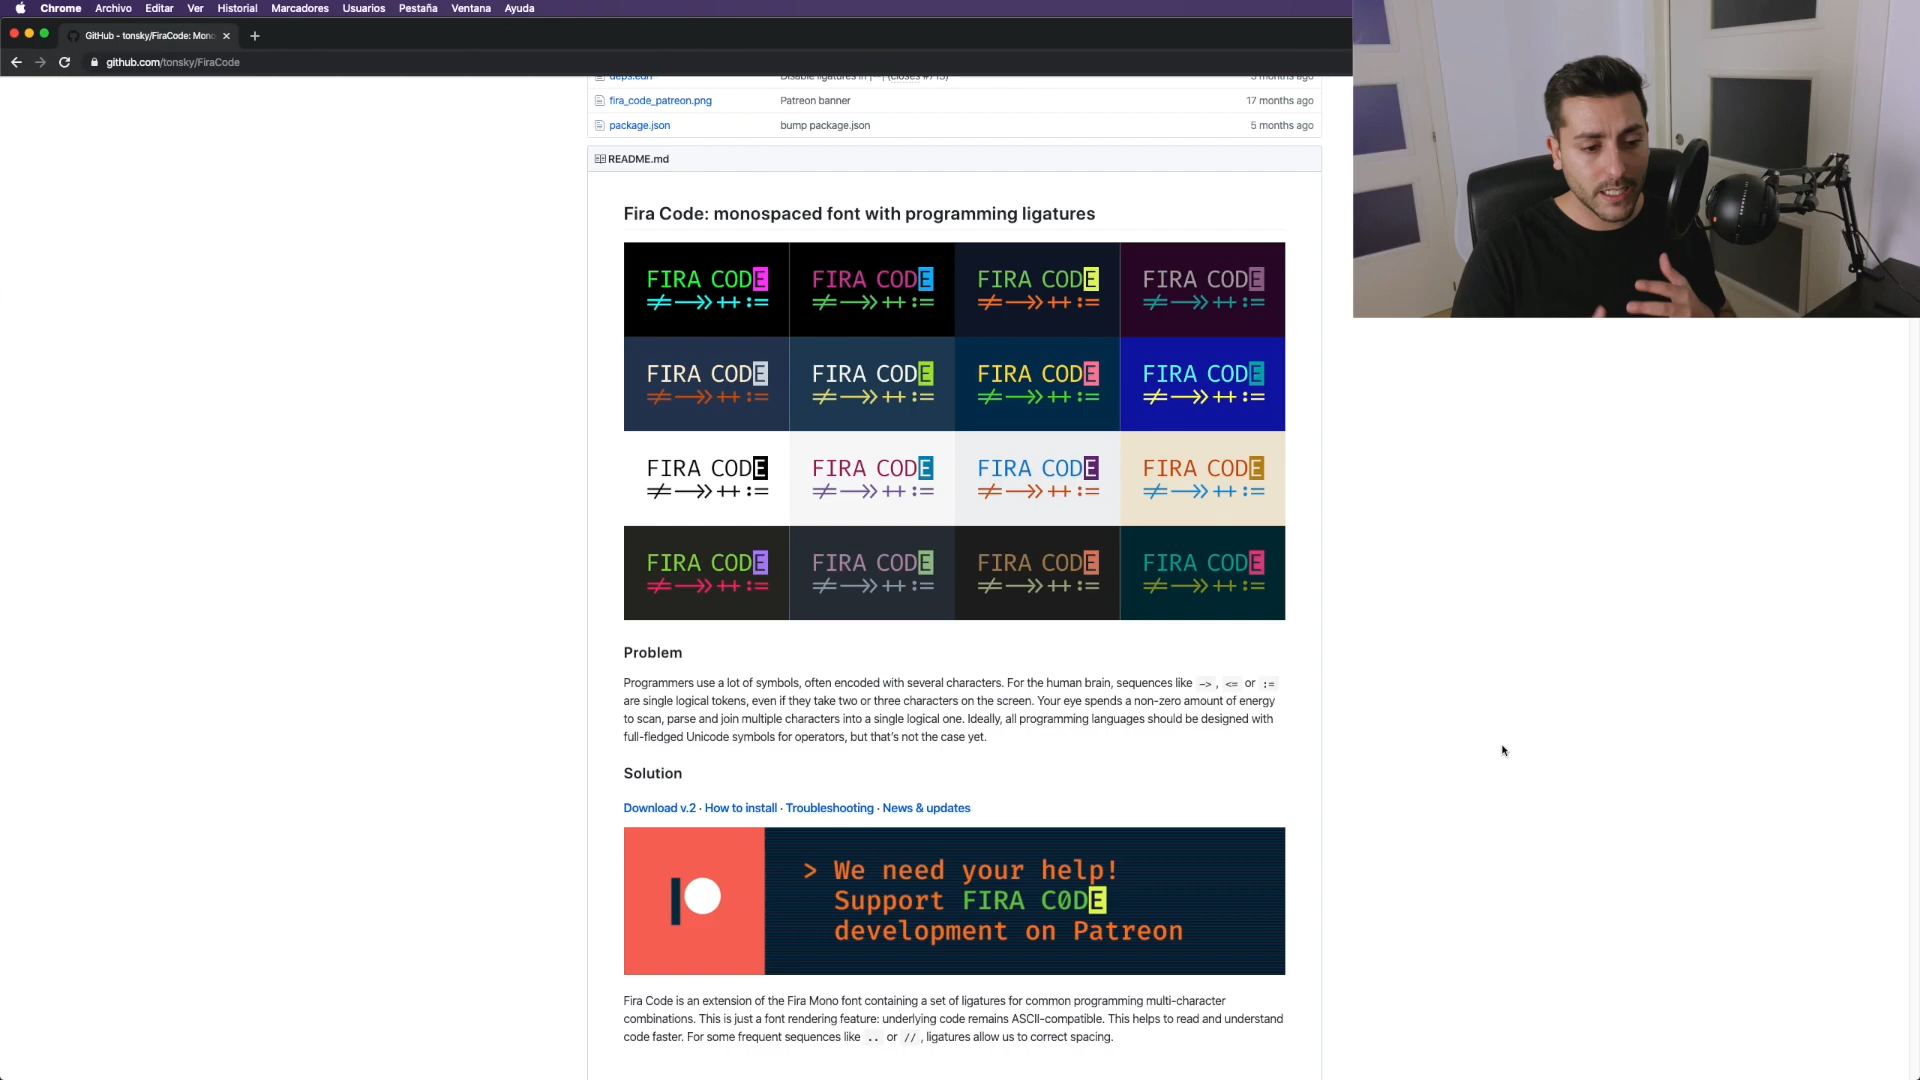 Chrome Archivo Editar Ver Historial Marcadores Usuarios Pestaña Ventana Ayuda
GitHub - tonsky/FiraCode: Mono
github.com/tonsky/FiraCode
deps.edn 3 months ago
fira_code_patreon.png Patreon banner 17 months ago
package.json bump package.json 5 months ago
README.md
Fira Code: monospaced font with programming ligatures
FIRA CODE FIRA CODE FIRA CODE FIRA CODE
≠ ->> ++ := ≠ ->> ++ := ≠ ->> ++ := ≠ ->> ++ :=
FIRA CODE FIRA CODE FIRA CODE FIRA CODE
≠ ->> ++ := ≠ ->> ++ := ≠ ->> ++ := ≠ ->> ++ :=
FIRA CODE FIRA CODE FIRA CODE FIRA CODE
≠ ->> ++ := ≠ ->> ++ := ≠ ->> ++ := ≠ ->> ++ :=
FIRA CODE FIRA CODE FIRA CODE FIRA CODE
≠ ->> ++ := ≠ ->> ++ := ≠ ->> ++ := ≠ ->> ++ :=
Problem
Programmers use a lot of symbols, often encoded with several characters. For the human brain, sequences like -> , <= or :=
are single logical tokens, even if they take two or three characters on the screen. Your eye spends a non-zero amount of energy
to scan, parse and join multiple characters into a single logical one. Ideally, all programming languages should be designed with
full-fledged Unicode symbols for operators, but that's not the case yet.
Solution
Download v.2 · How to install · Troubleshooting · News & updates
> We need your help!
Support FIRA C0DE
development on Patreon
Fira Code is an extension of the Fira Mono font containing a set of ligatures for common programming multi-character
combinations. This is just a font rendering feature: underlying code remains ASCII-compatible. This helps to read and understand
code faster. For some frequent sequences like .. or // , ligatures allow us to correct spacing.